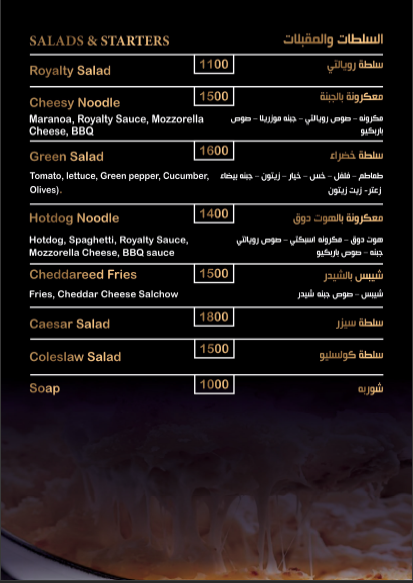 SALADS & STARTERS السلطات والمقبلات
Royalty Salad 1100 سلطة رويالتي
Cheesy Noodle 1500 معكرونة بالجبنة
Maranoa, Royalty Sauce, Mozzorella مكرونه – صوص رويالتي – جبنه موزريلا – صوص
Cheese, BBQ باربكيو
Green Salad 1600 سلطة خضراء
Tomato, lettuce, Green pepper, Cucumber, طماطم – فلفل – خس – خيار – زيتون – جبنه بيضاء
Olives). زعتر- زيت زيتون
Hotdog Noodle 1400 معكرونة بالهوت دوق
Hotdog, Spaghetti, Royalty Sauce, هوت دوق – مكرونه اسبكتي – صوص رويالتي
Mozzorella Cheese, BBQ sauce جبنه – صوص باربكيو
Cheddareed Fries 1500 شيبس بالشيدر
Fries, Cheddar Cheese Salchow شيبس – صوص جبنه شيدر
Caesar Salad 1800 سلطة سيزر
Coleslaw Salad 1500 سلطة كولسليو
Soap 1000 شوربه